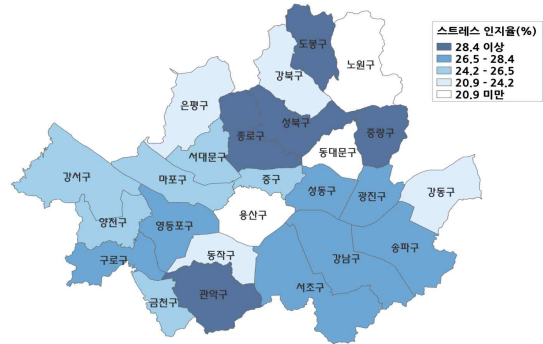 스트레스 인지율(%)
28.4 이상
26.5 - 28.4
24.2 - 26.5
20.9 - 24.2
20.9 미만
도봉구
노원구
강북구
은평구
성북구
종로구
중랑구
서대문구
동대문구
강서구
마포구
중구
성동구
광진구
강동구
양천구
영등포구
용산구
송파구
동작구
강남구
구로구
서초구
관악구
금천구